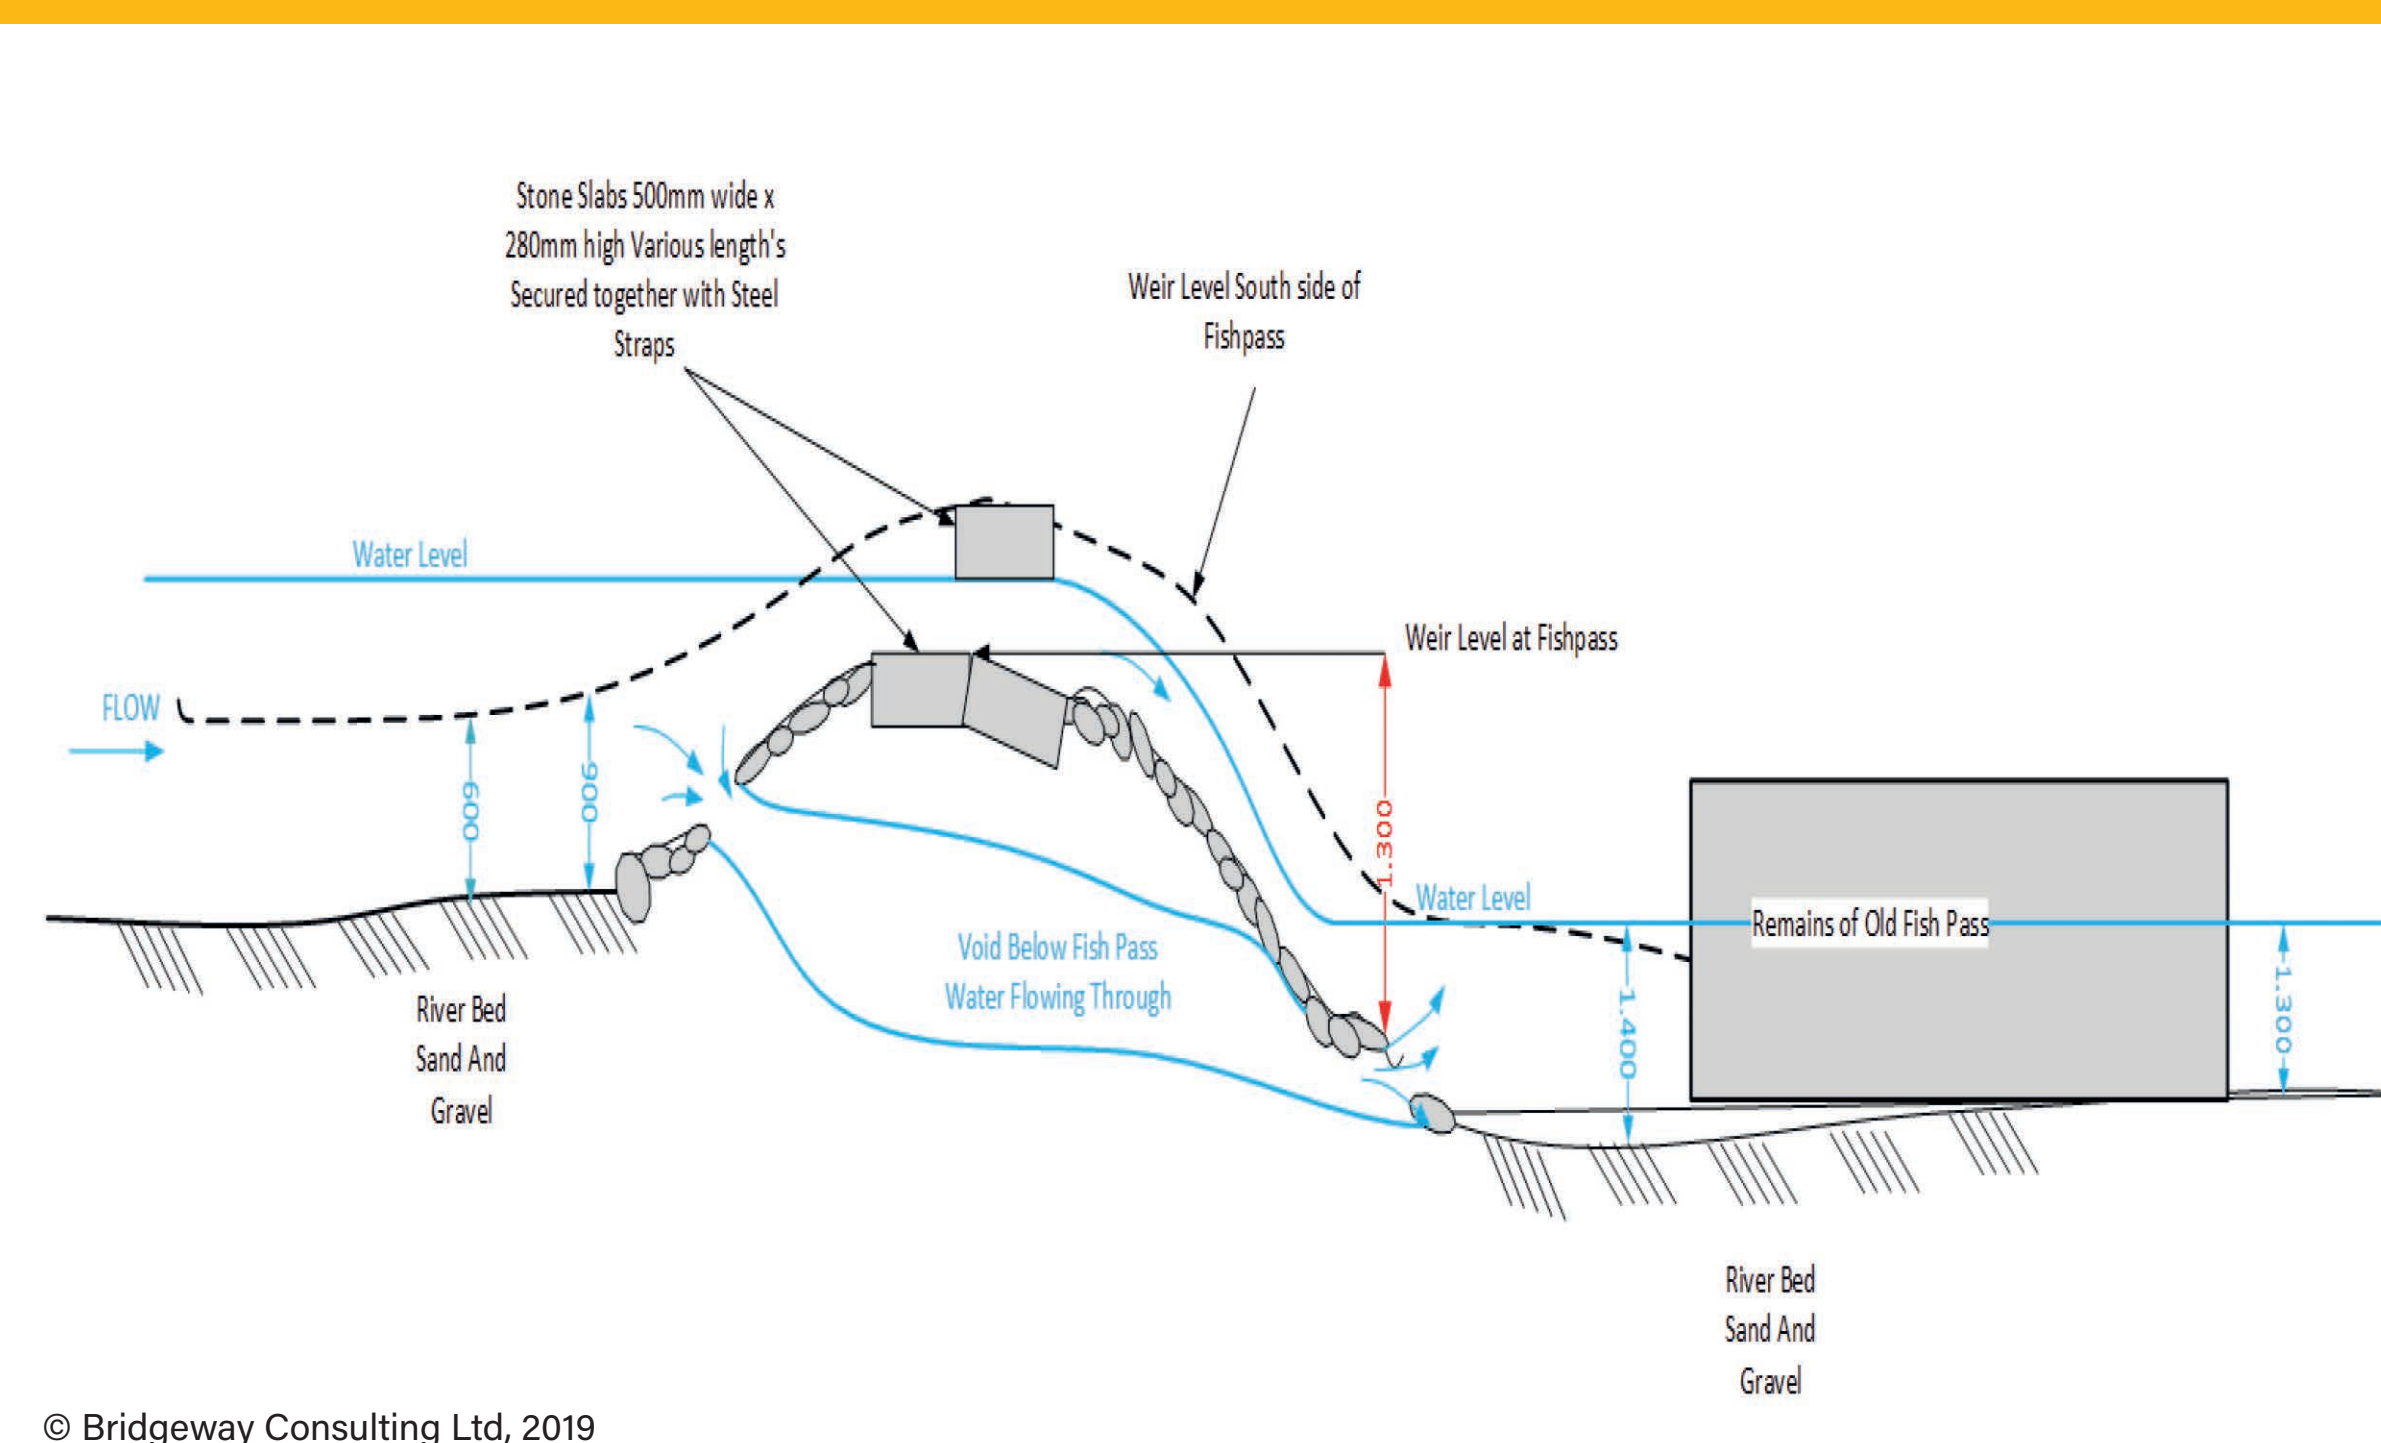 Stone Slabs 500mm wide x
280mm high Various length's
Secured together with Steel
Straps
Weir Level South side of
Fishpass
Water Level
Weir Level at Fishpass
FLOW
600
900
1.300
Water Level
Remains of Old Fish Pass
Void Below Fish Pass
Water Flowing Through
1.400
1.300
River Bed
Sand And
Gravel
River Bed
Sand And
Gravel
© Bridgeway Consulting Ltd, 2019